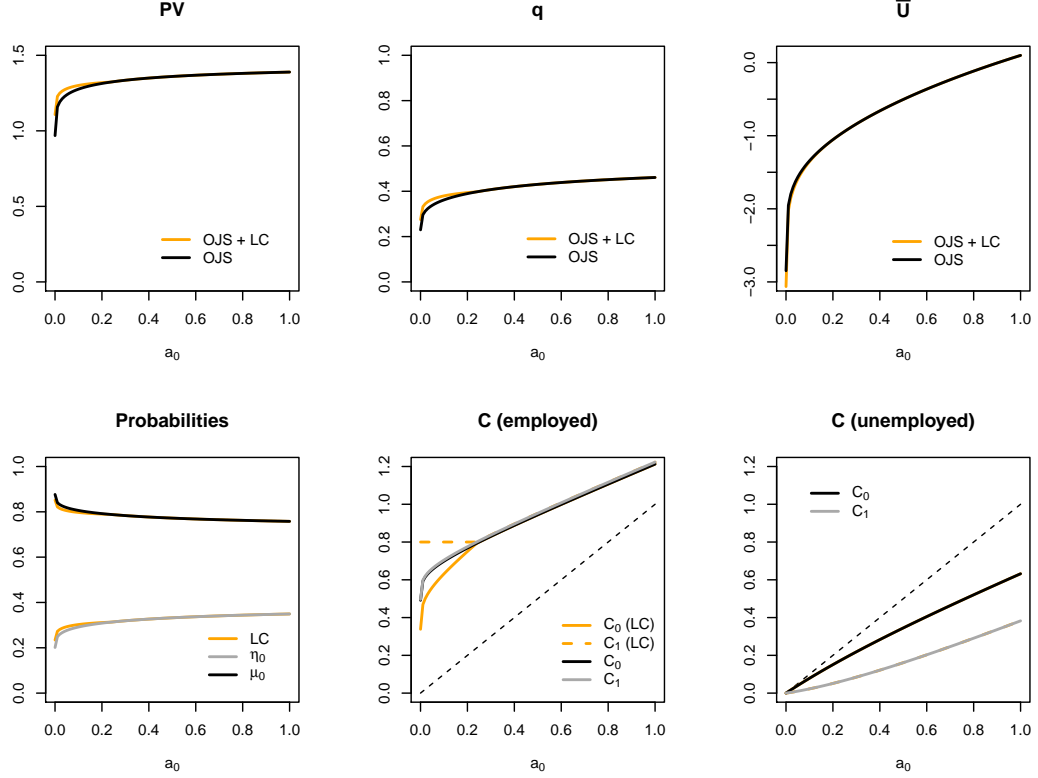 PV
0.0 0.5 1.0 1.5
0.0 0.2 0.4 0.6 0.8 1.0
a₀
OJS + LC
OJS
q
0.0 0.2 0.4 0.6 0.8 1.0
0.0 0.2 0.4 0.6 0.8 1.0
a₀
OJS + LC
OJS
U̅
−3.0 −2.0 −1.0 0.0
0.0 0.2 0.4 0.6 0.8 1.0
a₀
OJS + LC
OJS
Probabilities
0.0 0.2 0.4 0.6 0.8 1.0
0.0 0.2 0.4 0.6 0.8 1.0
a₀
LC
η₀
μ₀
C (employed)
0.0 0.2 0.4 0.6 0.8 1.0 1.2
0.0 0.2 0.4 0.6 0.8 1.0
a₀
C₀ (LC)
C₁ (LC)
C₀
C₁
C (unemployed)
0.0 0.2 0.4 0.6 0.8 1.0 1.2
0.0 0.2 0.4 0.6 0.8 1.0
a₀
C₀
C₁